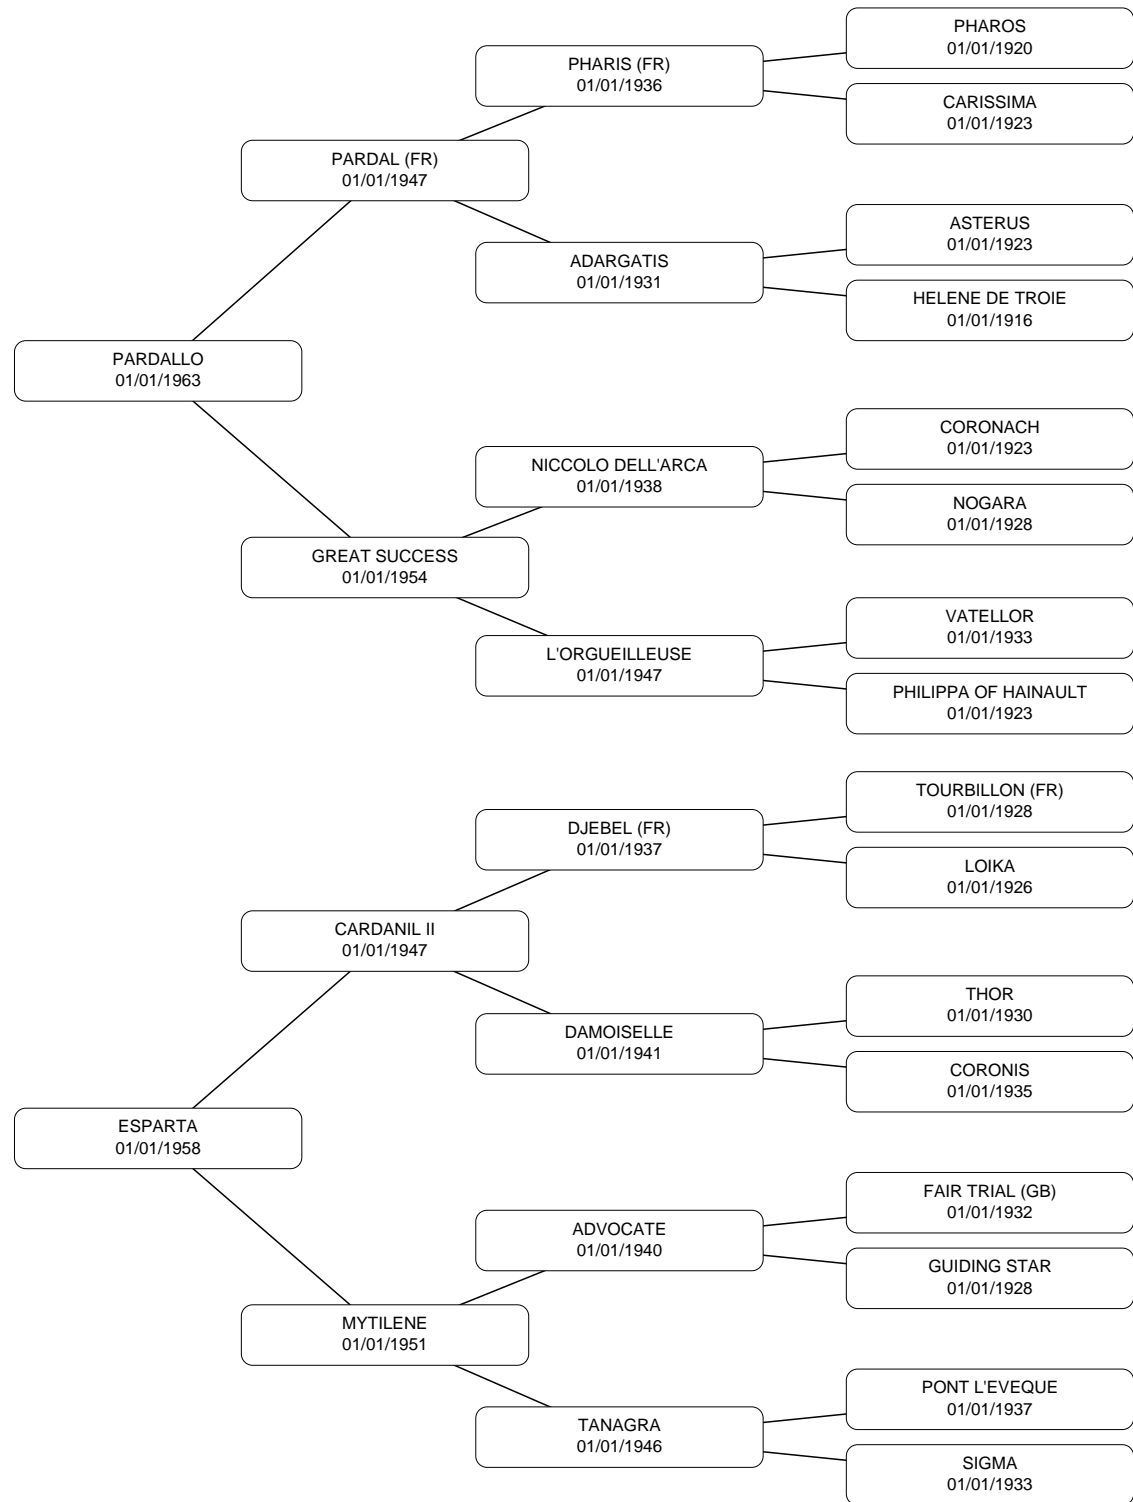 PHAROS
01/01/1920
PHARIS (FR)
01/01/1936
CARISSIMA
01/01/1923
PARDAL (FR)
01/01/1947
ASTERUS
01/01/1923
ADARGATIS
01/01/1931
HELENE DE TROIE
01/01/1916
PARDALLO
01/01/1963
CORONACH
01/01/1923
NICCOLO DELL'ARCA
01/01/1938
NOGARA
01/01/1928
GREAT SUCCESS
01/01/1954
VATELLOR
01/01/1933
L'ORGUEILLEUSE
01/01/1947
PHILIPPA OF HAINAULT
01/01/1923
TOURBILLON (FR)
01/01/1928
DJEBEL (FR)
01/01/1937
LOIKA
01/01/1926
CARDANIL II
01/01/1947
THOR
01/01/1930
DAMOISELLE
01/01/1941
CORONIS
01/01/1935
ESPARTA
01/01/1958
FAIR TRIAL (GB)
01/01/1932
ADVOCATE
01/01/1940
GUIDING STAR
01/01/1928
MYTILENE
01/01/1951
PONT L'EVEQUE
01/01/1937
TANAGRA
01/01/1946
SIGMA
01/01/1933